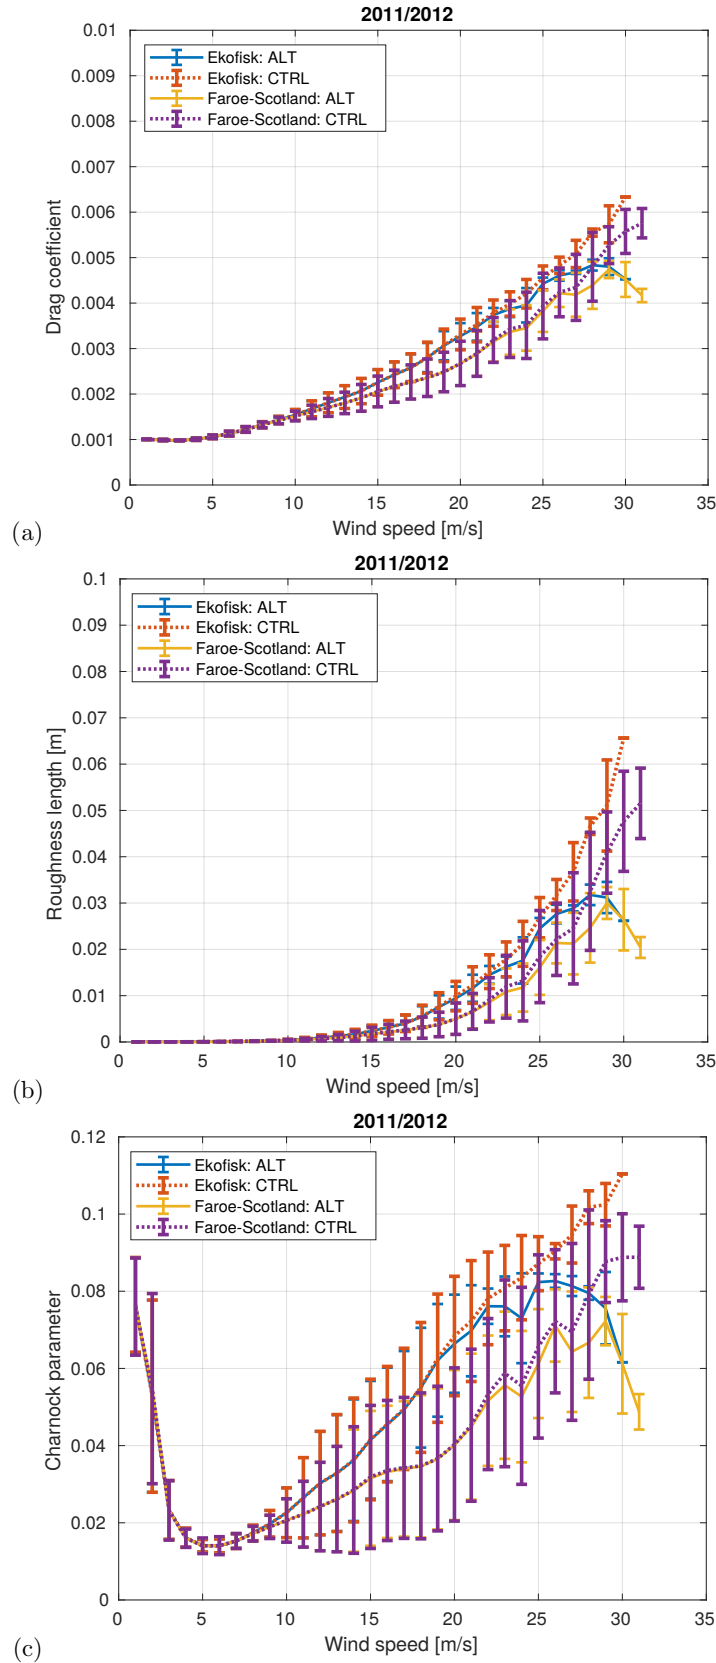 2011/2012
0.01
0.009
0.008
0.007
0.006
0.005
0.004
0.003
0.002
0.001
0
Drag coefficient
Ekofisk: ALT
Ekofisk: CTRL
Faroe-Scotland: ALT
Faroe-Scotland: CTRL
0 5 10 15 20 25 30 35
Wind speed [m/s]
(a)
2011/2012
0.1
0.09
0.08
0.07
0.06
0.05
0.04
0.03
0.02
0.01
0
Roughness length [m]
Ekofisk: ALT
Ekofisk: CTRL
Faroe-Scotland: ALT
Faroe-Scotland: CTRL
0 5 10 15 20 25 30 35
Wind speed [m/s]
(b)
2011/2012
0.12
0.1
0.08
0.06
0.04
0.02
0
Charnock parameter
Ekofisk: ALT
Ekofisk: CTRL
Faroe-Scotland: ALT
Faroe-Scotland: CTRL
0 5 10 15 20 25 30 35
Wind speed [m/s]
(c)